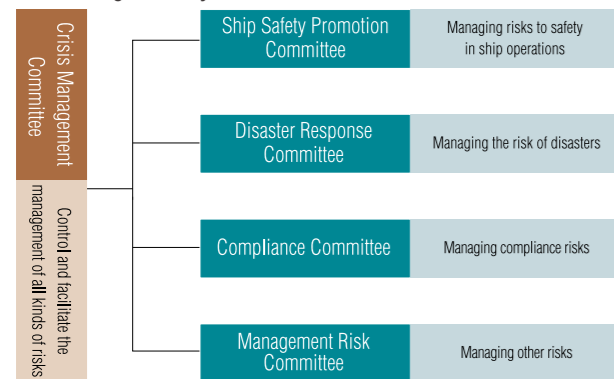 Crisis Management
Committee
Control and facilitate the
management of all kinds of risks
Ship Safety Promotion
Committee
Managing risks to safety
in ship operations
Disaster Response
Committee
Managing the risk of disasters
Compliance Committee
Managing compliance risks
Management Risk
Committee
Managing other risks